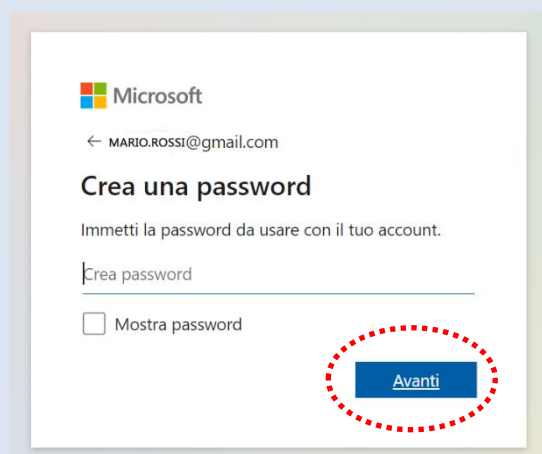 Microsoft
← MARIO.ROSSI@gmail.com
Crea una password
Immetti la password da usare con il tuo account.
Crea password
Mostra password
Avanti